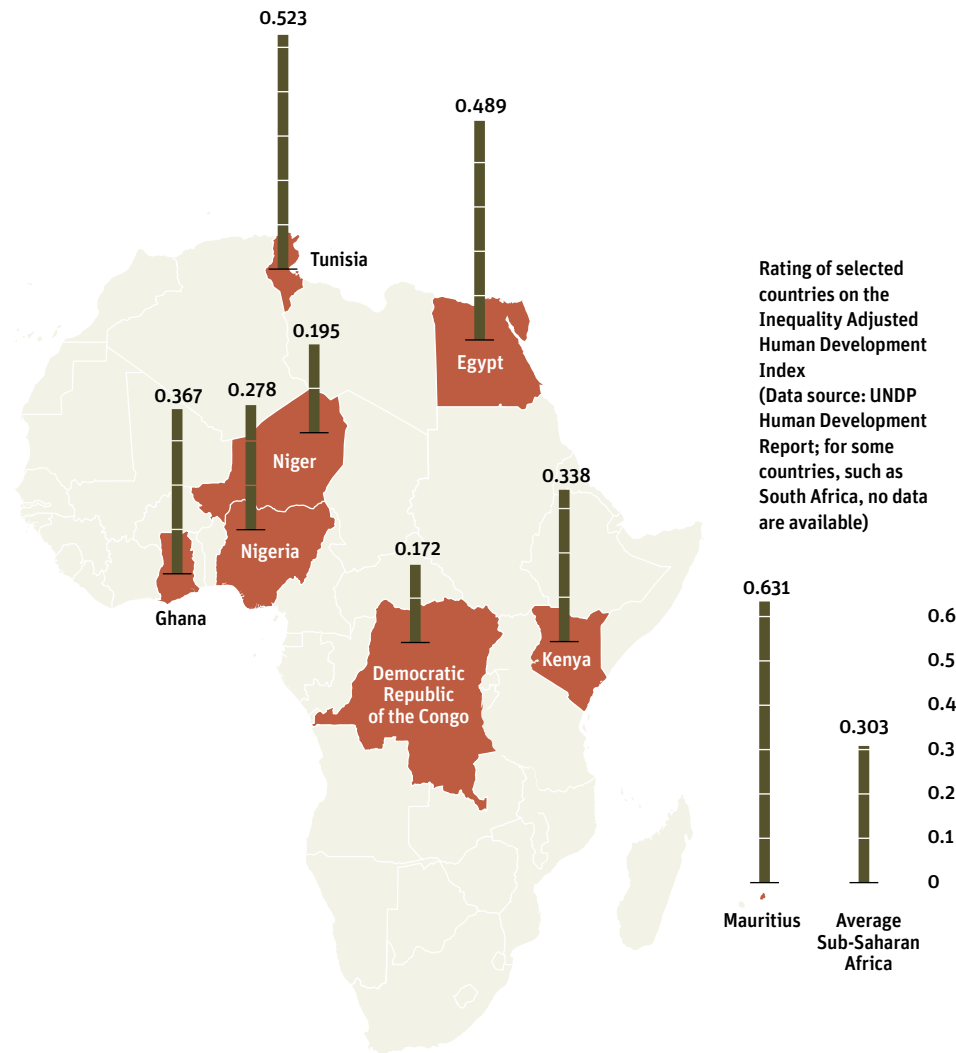 0.523
0.489
Tunisia
0.195
0.367
0.278
Egypt
Niger
0.338
Nigeria
0.172
Ghana
Kenya
Democratic
Republic
of the Congo
Rating of selected
countries on the
Inequality Adjusted
Human Development
Index
(Data source: UNDP
Human Development
Report; for some
countries, such as
South Africa, no data
are available)
0.631
0.6
0.5
0.4
0.303
0.3
0.2
0.1
0
Mauritius
Average
Sub-Saharan
Africa